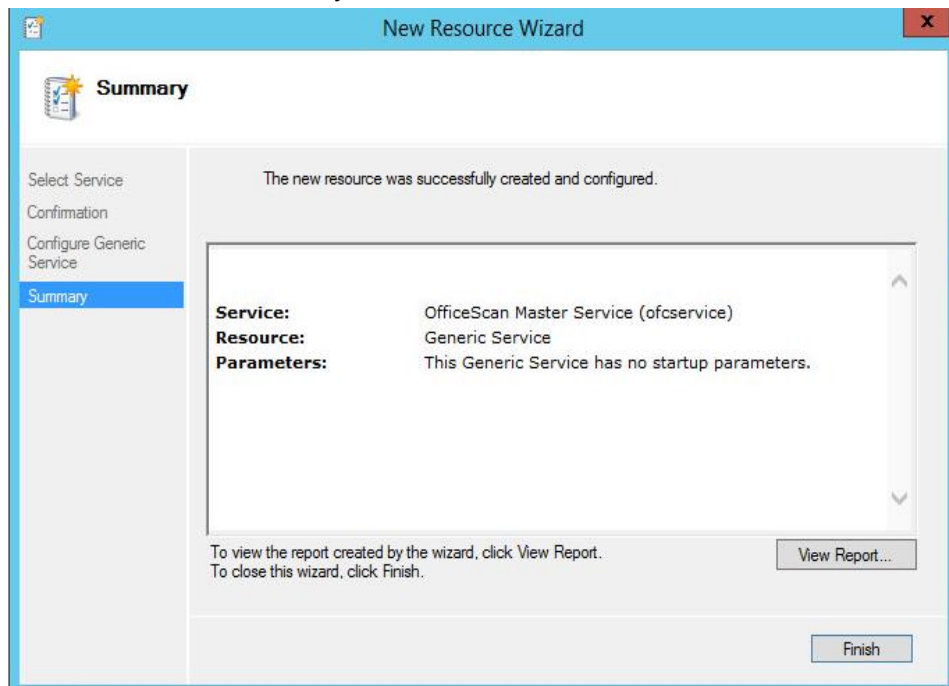 New Resource Wizard
x
Summary
Select Service
Confirmation
Configure Generic
Service
Summary
The new resource was successfully created and configured.
Service: OfficeScan Master Service (ofcservice)
Resource: Generic Service
Parameters: This Generic Service has no startup parameters.
To view the report created by the wizard, click View Report.
To close this wizard, click Finish.
View Report...
Finish